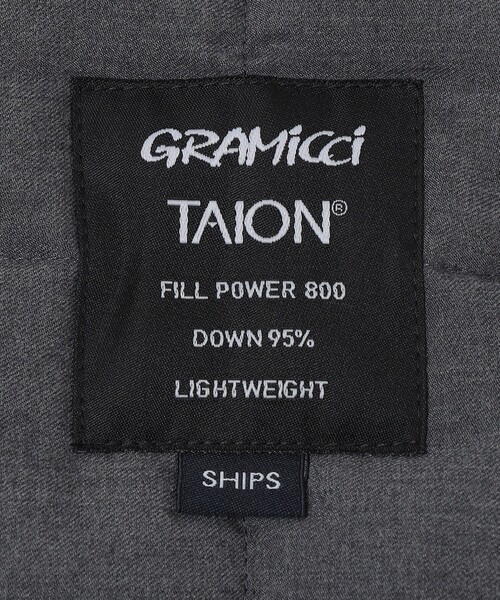 GRAMiCCi
TAION®
FILL POWER 800
DOWN 95%
LIGHTWEIGHT
SHIPS